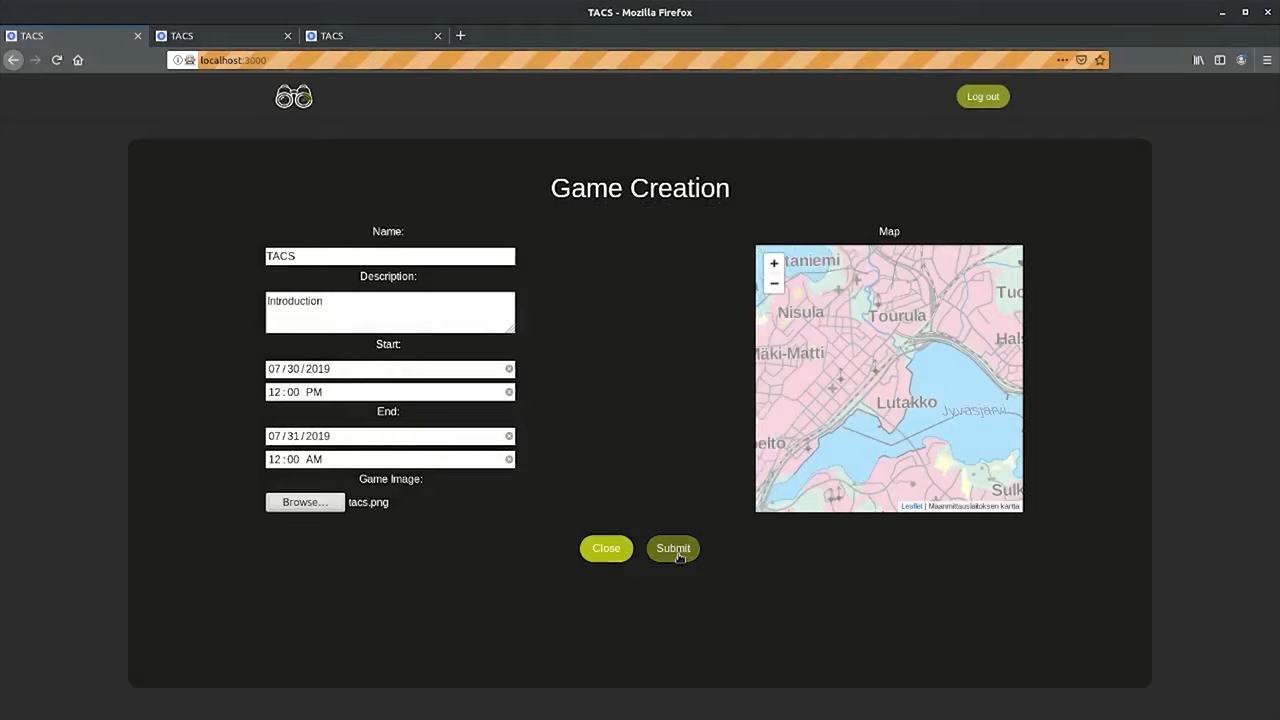 TACS - Mozilla Firefox
TACS
TACS
TACS
localhost:3000
Log out
Game Creation
Name:
TACS
Description:
Introduction
Start:
07/30/2019
12:00 PM
End:
07/31/2019
12:00 AM
Game Image:
Browse... tacs.png
Map
+
−
taniemi
Nisula
Tourula
Tuo
Hals
Mäki-Matti
Lutakko
Jyväsjärvi
elto
Sulk
Leaflet | Maanmittauslaitoksen kartta
Close
Submit